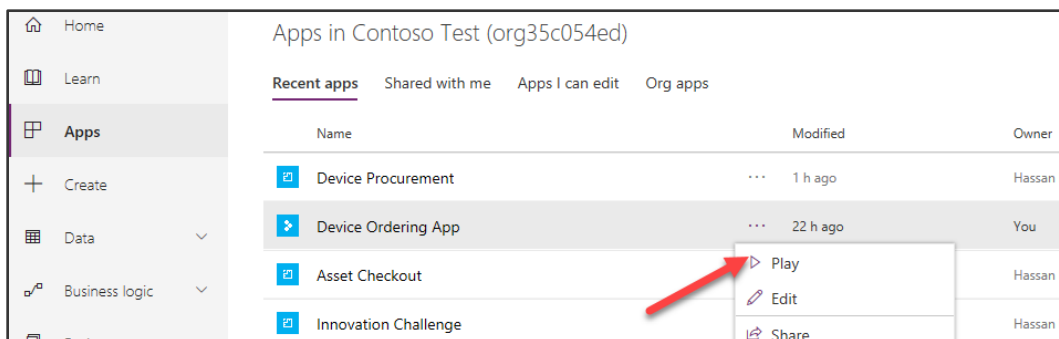 Home
Apps in Contoso Test (org35c054ed)
Learn
Recent apps Shared with me Apps I can edit Org apps
Apps
Name Modified Owner
Create
Device Procurement ... 1 h ago Hassan
Data
Device Ordering App ... 22 h ago You
Play
Business logic
Asset Checkout Hassan
Edit
Innovation Challenge Hassan
Share